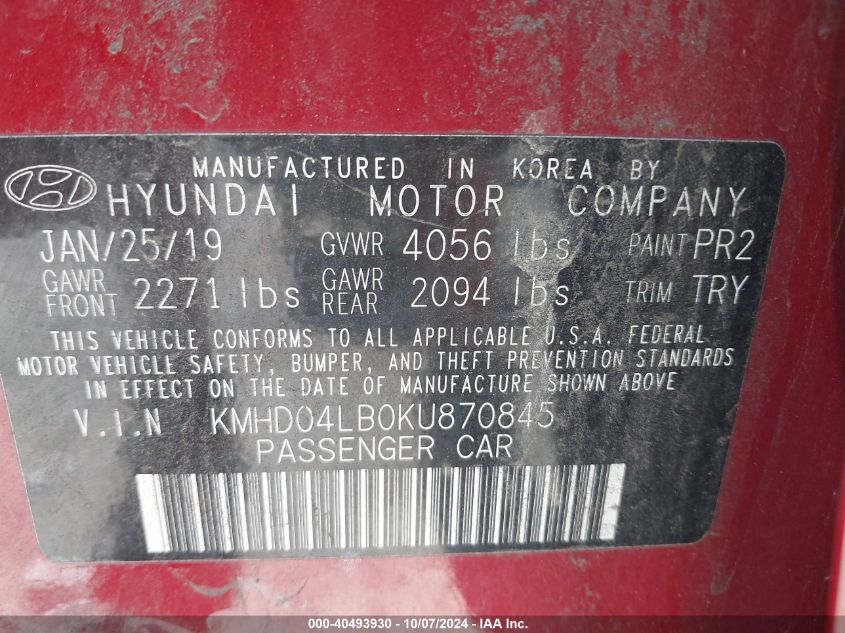 MANUFACTURED IN KOREA BY
HYUNDAI MOTOR COMPANY
JAN/25/19 GVWR 4056 lbs PAINT PR2
GAWR FRONT 2271 lbs GAWR REAR 2094 lbs TRIM TRY
THIS VEHICLE CONFORMS TO ALL APPLICABLE U.S.A. FEDERAL
MOTOR VEHICLE SAFETY, BUMPER, AND THEFT PREVENTION STANDARDS
IN EFFECT ON THE DATE OF MANUFACTURE SHOWN ABOVE
V.I.N KMHD04LB0KU870845
PASSENGER CAR
000-40493930 - 10/07/2024 - IAA Inc.